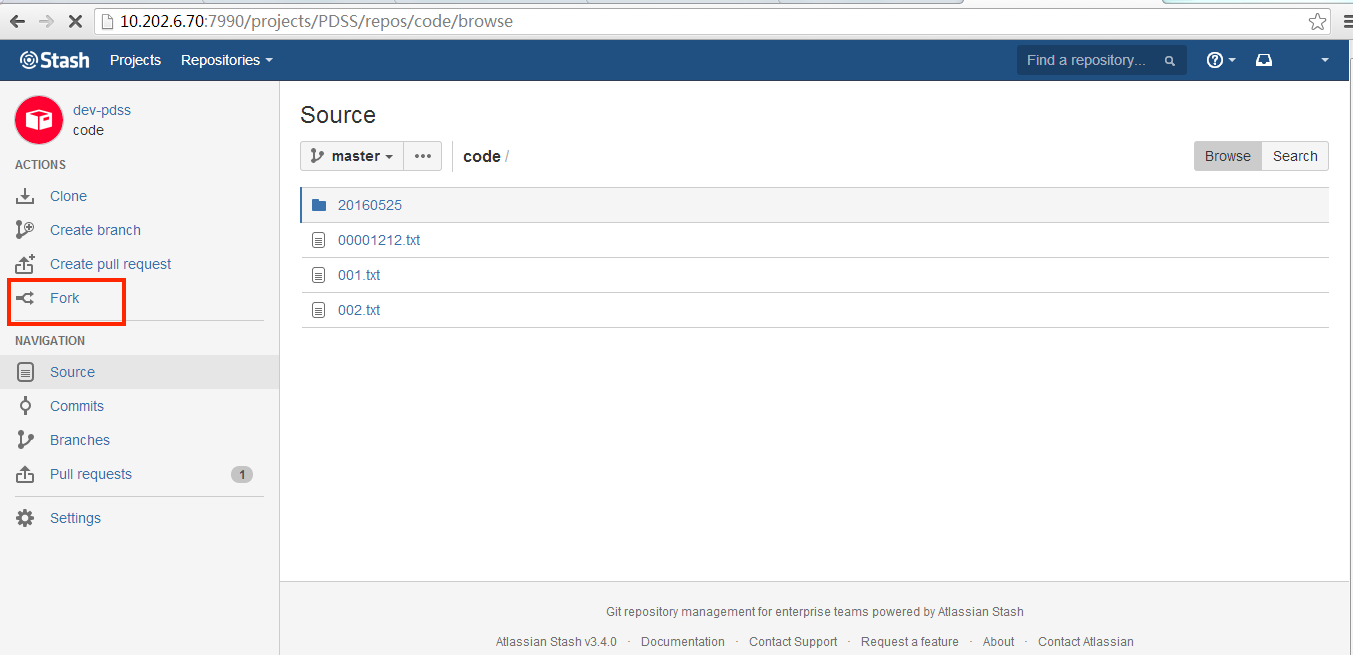 10.202.6.70:7990/projects/PDSS/repos/code/browse
Stash Projects Repositories Find a repository...
dev-pdss
code
ACTIONS
Clone
Create branch
Create pull request
Fork
NAVIGATION
Source
Commits
Branches
Pull requests 1
Settings
Source
master code / Browse Search
20160525
00001212.txt
001.txt
002.txt
Git repository management for enterprise teams powered by Atlassian Stash
Atlassian Stash v3.4.0 · Documentation · Contact Support · Request a feature · About · Contact Atlassian